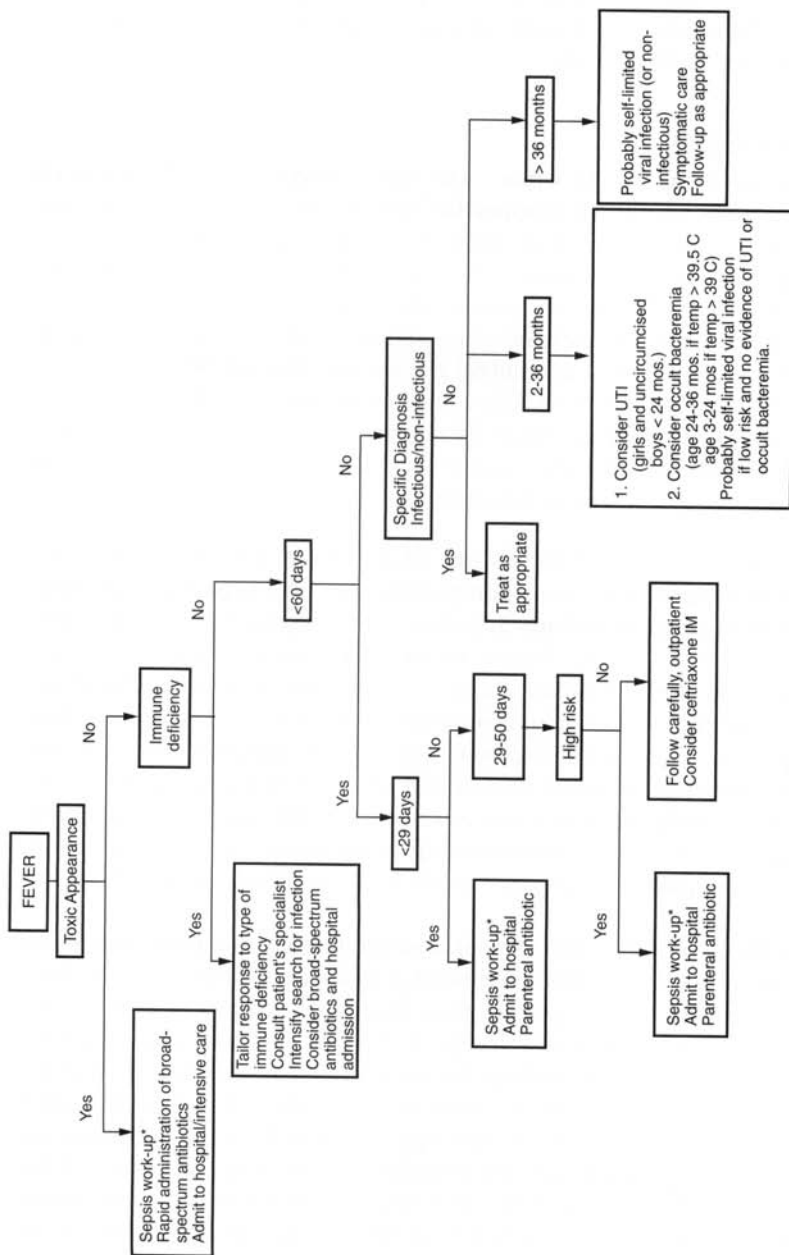 FEVER
Toxic Appearance
Yes
No
Sepsis work-up*
Rapid administration of broad-
spectrum antibiotics
Admit to hospital/intensive care
Immune
deficiency
Yes
No
Tailor response to type of
immune deficiency
Consult patient's specialist
Intensify search for infection
Consider broad-spectrum
antibiotics and hospital
admission
<60 days
Yes
No
<29 days
Specific Diagnosis
Infectious/non-infectious
Yes
No
Yes
No
Sepsis work-up*
Admit to hospital
Parenteral antibiotic
29-50 days
Treat as
appropriate
2-36 months
> 36 months
High risk
Yes
No
Sepsis work-up*
Admit to hospital
Parenteral antibiotic
Follow carefully, outpatient
Consider ceftriaxone IM
1. Consider UTI
(girls and uncircumcised
boys < 24 mos.)
2. Consider occult bacteremia
(age 24-36 mos. if temp > 39.5 C
age 3-24 mos if temp > 39 C)
Probably self-limited viral infection
if low risk and no evidence of UTI or
occult bacteremia.
Probably self-limited
viral infection (or non-
infectious)
Symptomatic care
Follow-up as appropriate